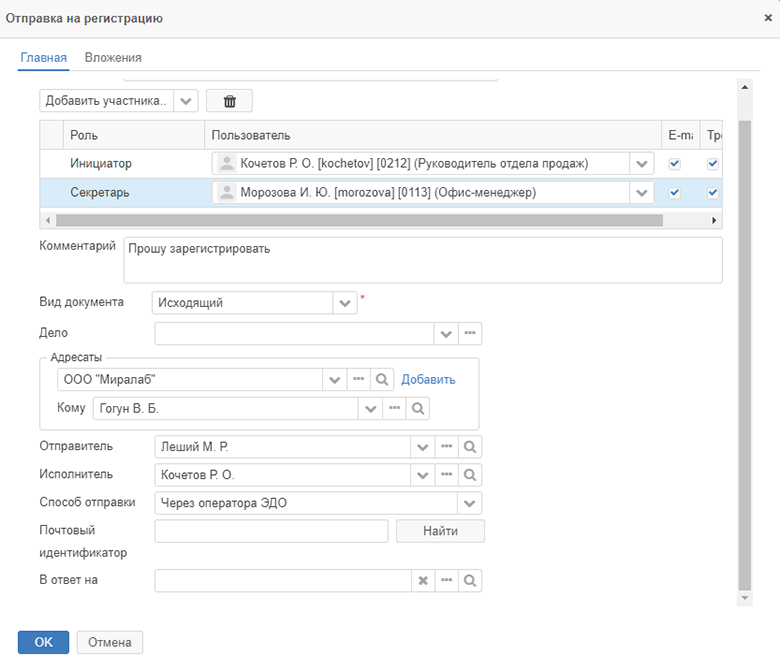 Отправка на регистрацию
Главная Вложения
Добавить участника..
Роль Пользователь E-ma Тре
Инициатор Кочетов Р. О. [kochetov] [0212] (Руководитель отдела продаж)
Секретарь Морозова И. Ю. [morozova] [0113] (Офис-менеджер)
Комментарий Прошу зарегистрировать
Вид документа Исходящий *
Дело
Адресаты
ООО "Миралаб" Добавить
Кому Гогун В. Б.
Отправитель Леший М. Р.
Исполнитель Кочетов Р. О.
Способ отправки Через оператора ЭДО
Почтовый Найти
идентификатор
В ответ на
OK Отмена